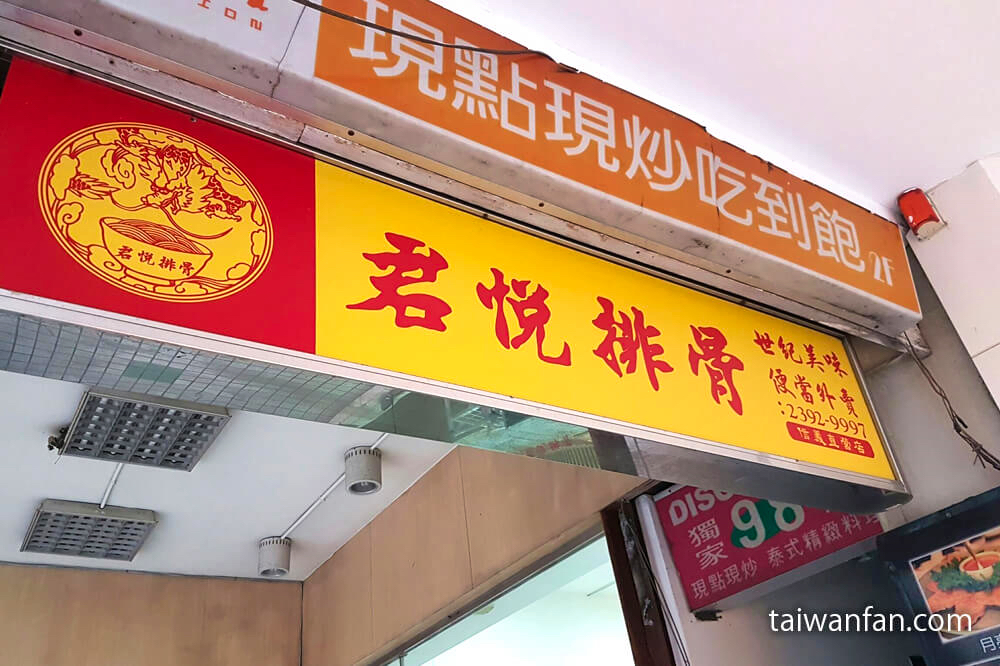 ION
現點現炒吃到飽 2F
君悅排骨
君悅排骨
世紀美味
便當外賣
:2392-9997
信義直營店
DISC
獨家
98
泰式精緻料
現點現炒
月
taiwanfan.com